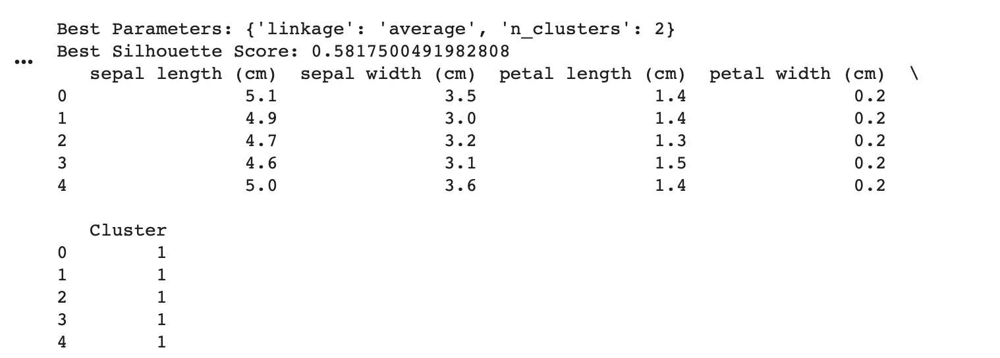 Best Parameters: {'linkage': 'average', 'n_clusters': 2}
Best Silhouette Score: 0.5817500491982808
   sepal length (cm)  sepal width (cm)  petal length (cm)  petal width (cm)  \
0                5.1               3.5                1.4               0.2
1                4.9               3.0                1.4               0.2
2                4.7               3.2                1.3               0.2
3                4.6               3.1                1.5               0.2
4                5.0               3.6                1.4               0.2
   Cluster
0        1
1        1
2        1
3        1
4        1